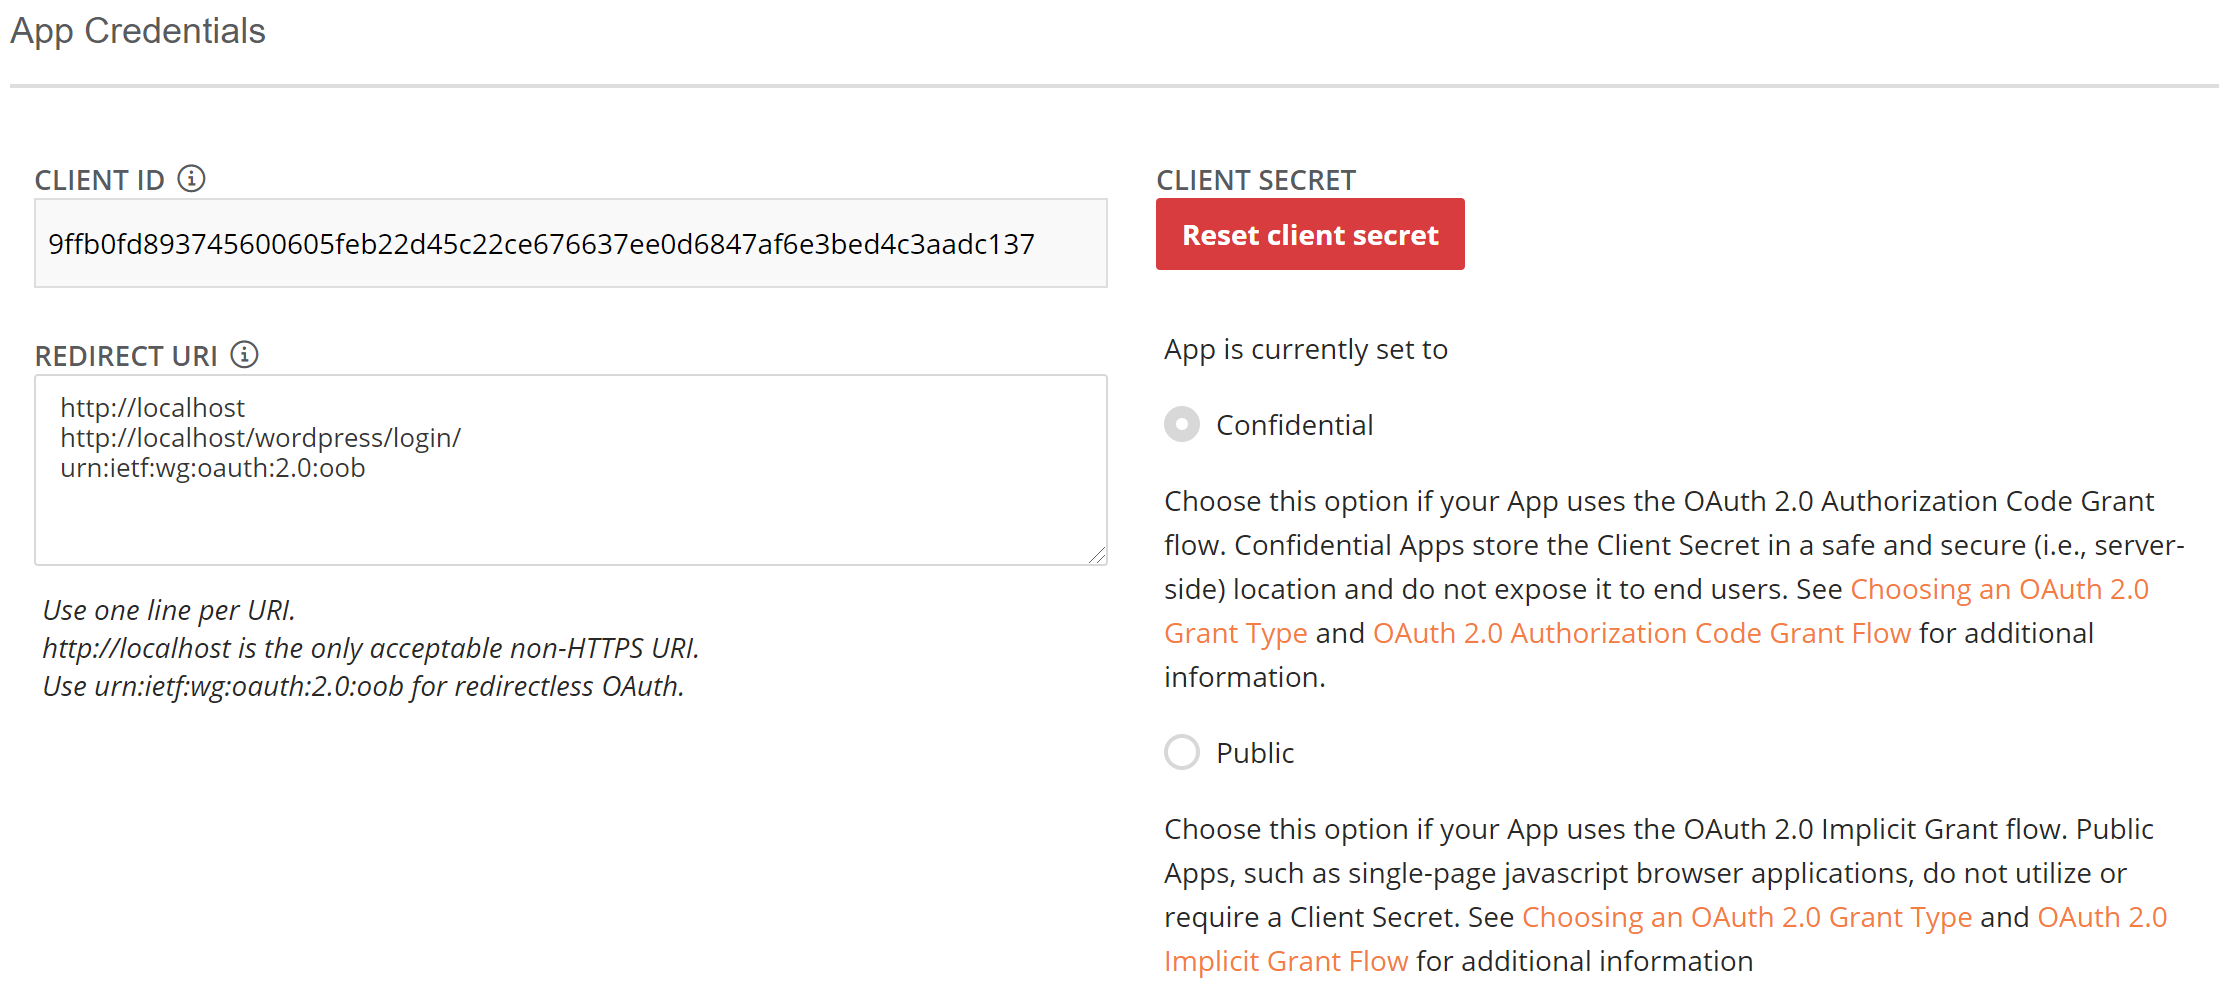 App Credentials
CLIENT ID
9ffb0fd893745600605feb22d45c22ce676637ee0d6847af6e3bed4c3aadc137
REDIRECT URI
http://localhost
http://localhost/wordpress/login/
urn:ietf:wg:oauth:2.0:oob
Use one line per URI.
http://localhost is the only acceptable non-HTTPS URI.
Use urn:ietf:wg:oauth:2.0:oob for redirectless OAuth.
CLIENT SECRET
Reset client secret
App is currently set to
Confidential
Choose this option if your App uses the OAuth 2.0 Authorization Code Grant
flow. Confidential Apps store the Client Secret in a safe and secure (i.e., server-
side) location and do not expose it to end users. See Choosing an OAuth 2.0
Grant Type and OAuth 2.0 Authorization Code Grant Flow for additional
information.
Public
Choose this option if your App uses the OAuth 2.0 Implicit Grant flow. Public
Apps, such as single-page javascript browser applications, do not utilize or
require a Client Secret. See Choosing an OAuth 2.0 Grant Type and OAuth 2.0
Implicit Grant Flow for additional information